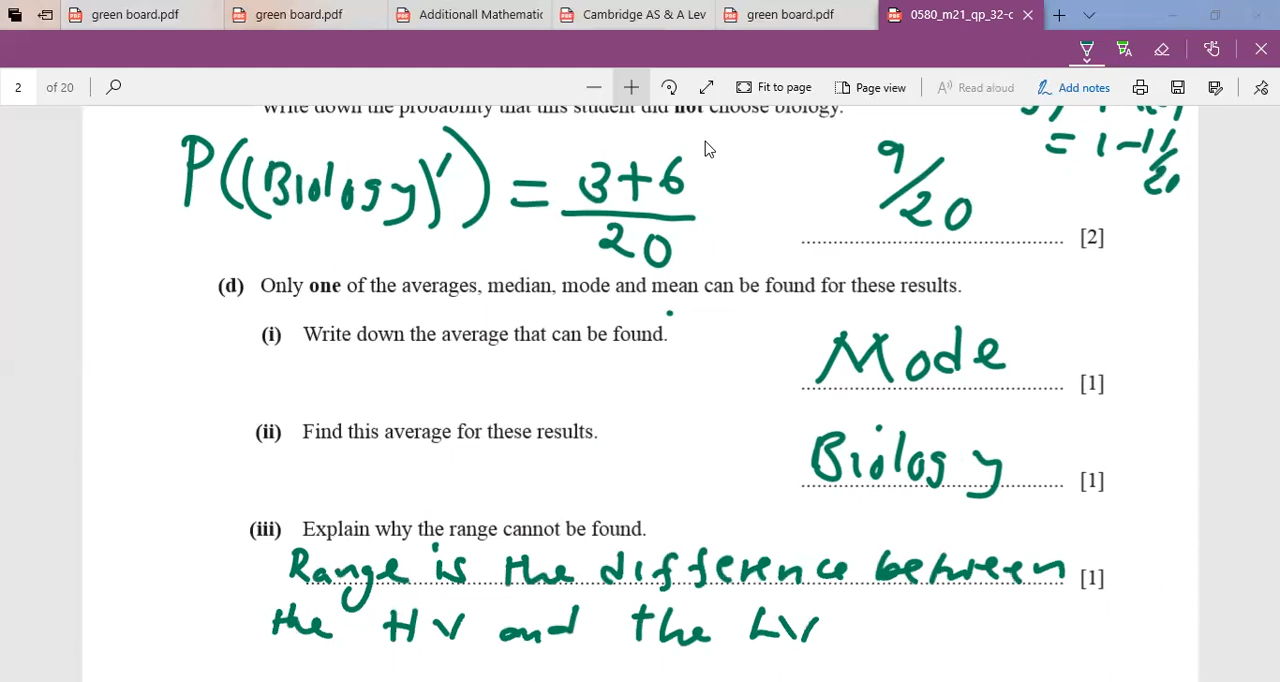 green board.pdf
green board.pdf
Additionall Mathematic
Cambridge AS & A Lev
green board.pdf
0580_m21_qp_32-c
2 of 20
Fit to page
Page view
Read aloud
Add notes
Write down the probability that this student did not choose biology.
= 1 - 11/20
P((Biology)') = 3+6/20
9/20
[2]
(d) Only one of the averages, median, mode and mean can be found for these results.
(i) Write down the average that can be found.
Mode [1]
(ii) Find this average for these results.
Biology [1]
(iii) Explain why the range cannot be found.
Range is the difference between [1]
the HV and the LV